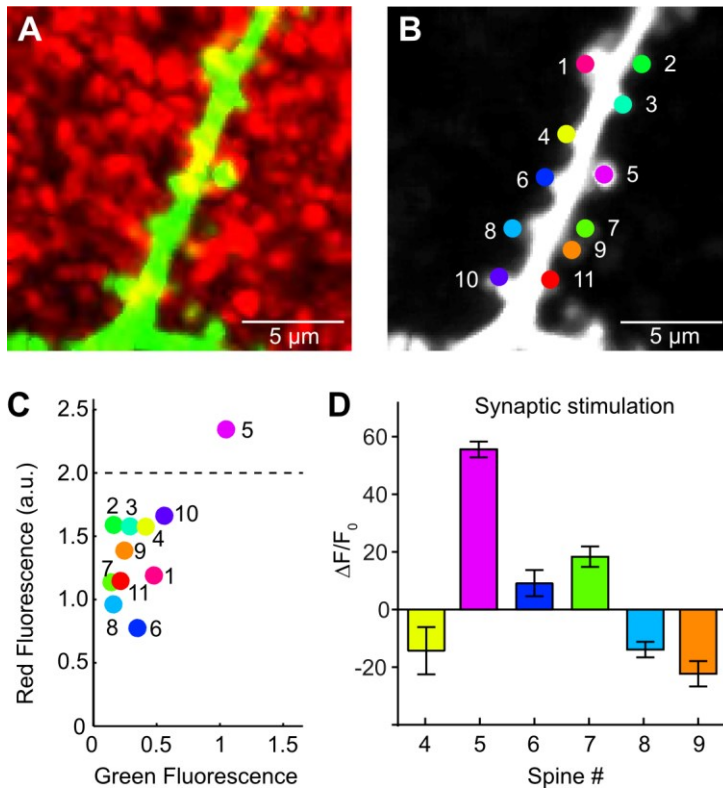 A
5 µm
B
1
2
3
4
5
6
7
8
9
10
11
5 µm
C
Red Fluorescence (a.u.)
2.5
2.0
1.5
1.0
0.5
0
5
2 3 4 10
9
7
11 1
8 6
0 0.5 1 1.5
Green Fluorescence
D
Synaptic stimulation
ΔF/F0
60
40
20
0
-20
4 5 6 7 8 9
Spine #